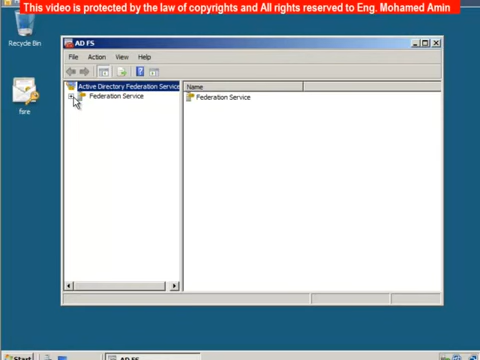 This video is protected by the law of copyrights and All rights reserved to Eng. Mohamed Amin
Recycle Bin
fsire
AD FS
File Action View Help
Active Directory Federation Service
Federation Service
Name
Federation Service
Start
AD FS